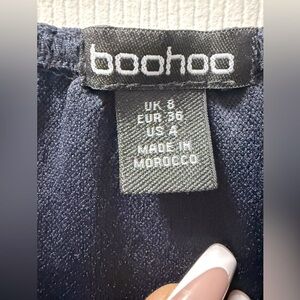 boohoo
UK 8
EUR 36
US 4
MADE IN
MOROCCO